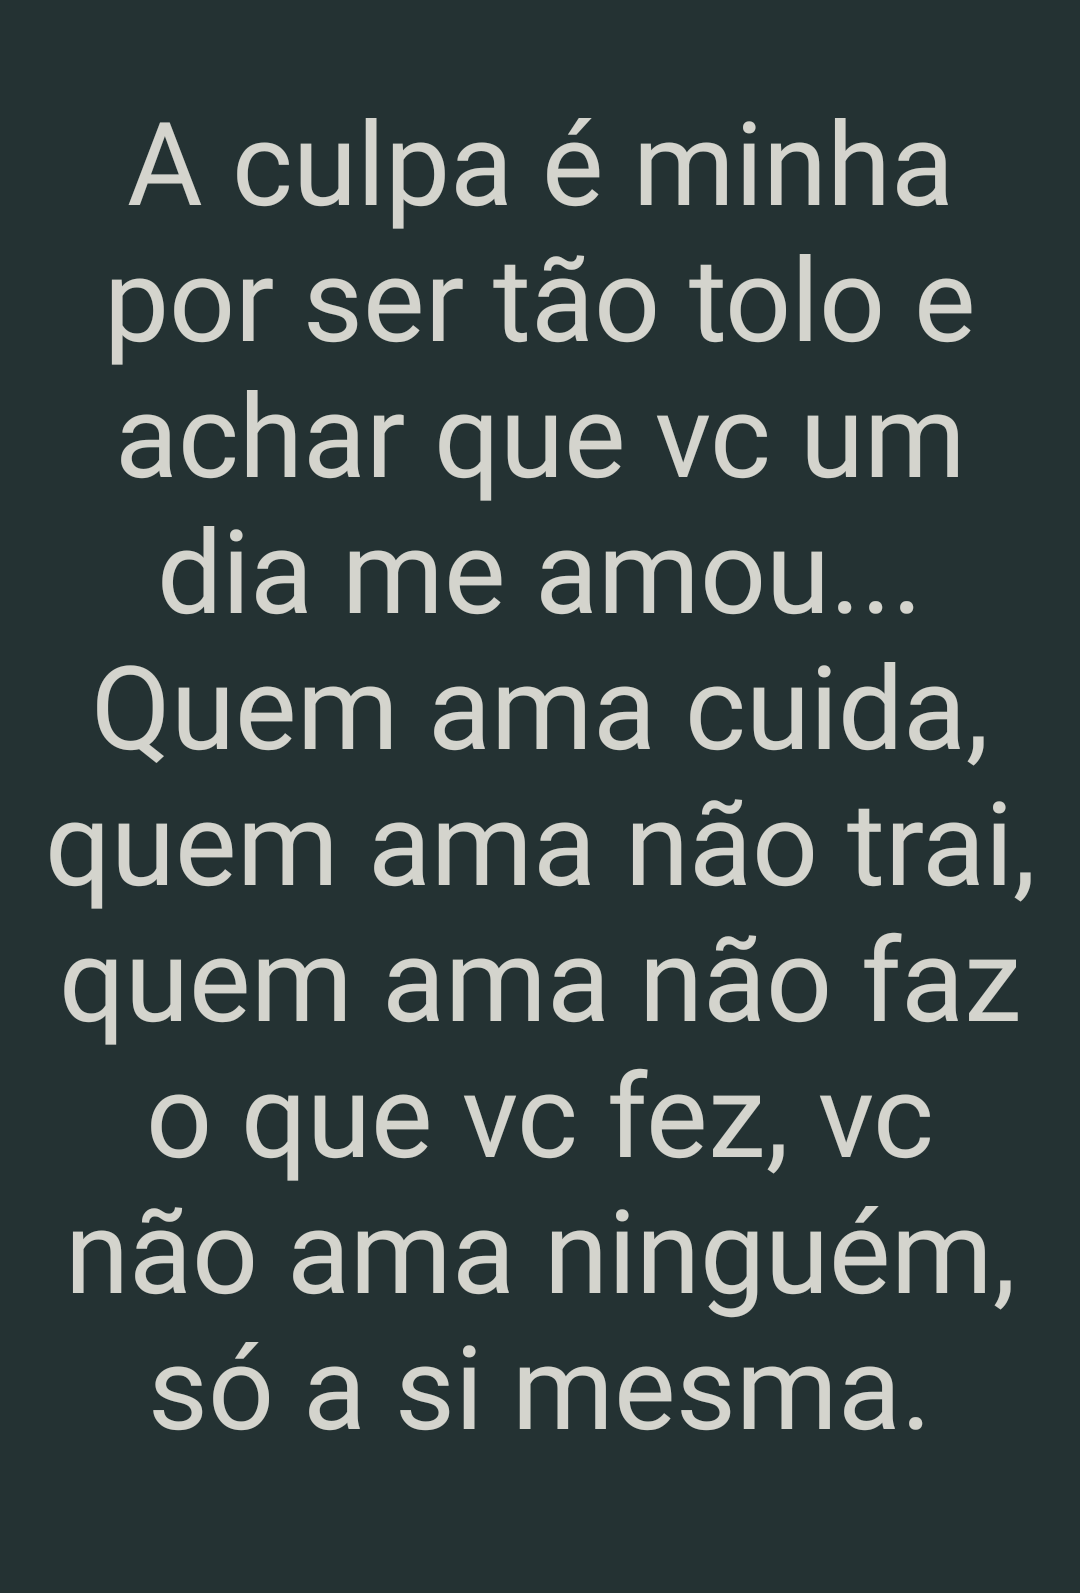 A culpa é minha
por ser tão tolo e
achar que vc um
dia me amou...
Quem ama cuida,
quem ama não trai,
quem ama não faz
o que vc fez, vc
não ama ninguém,
só a si mesma.